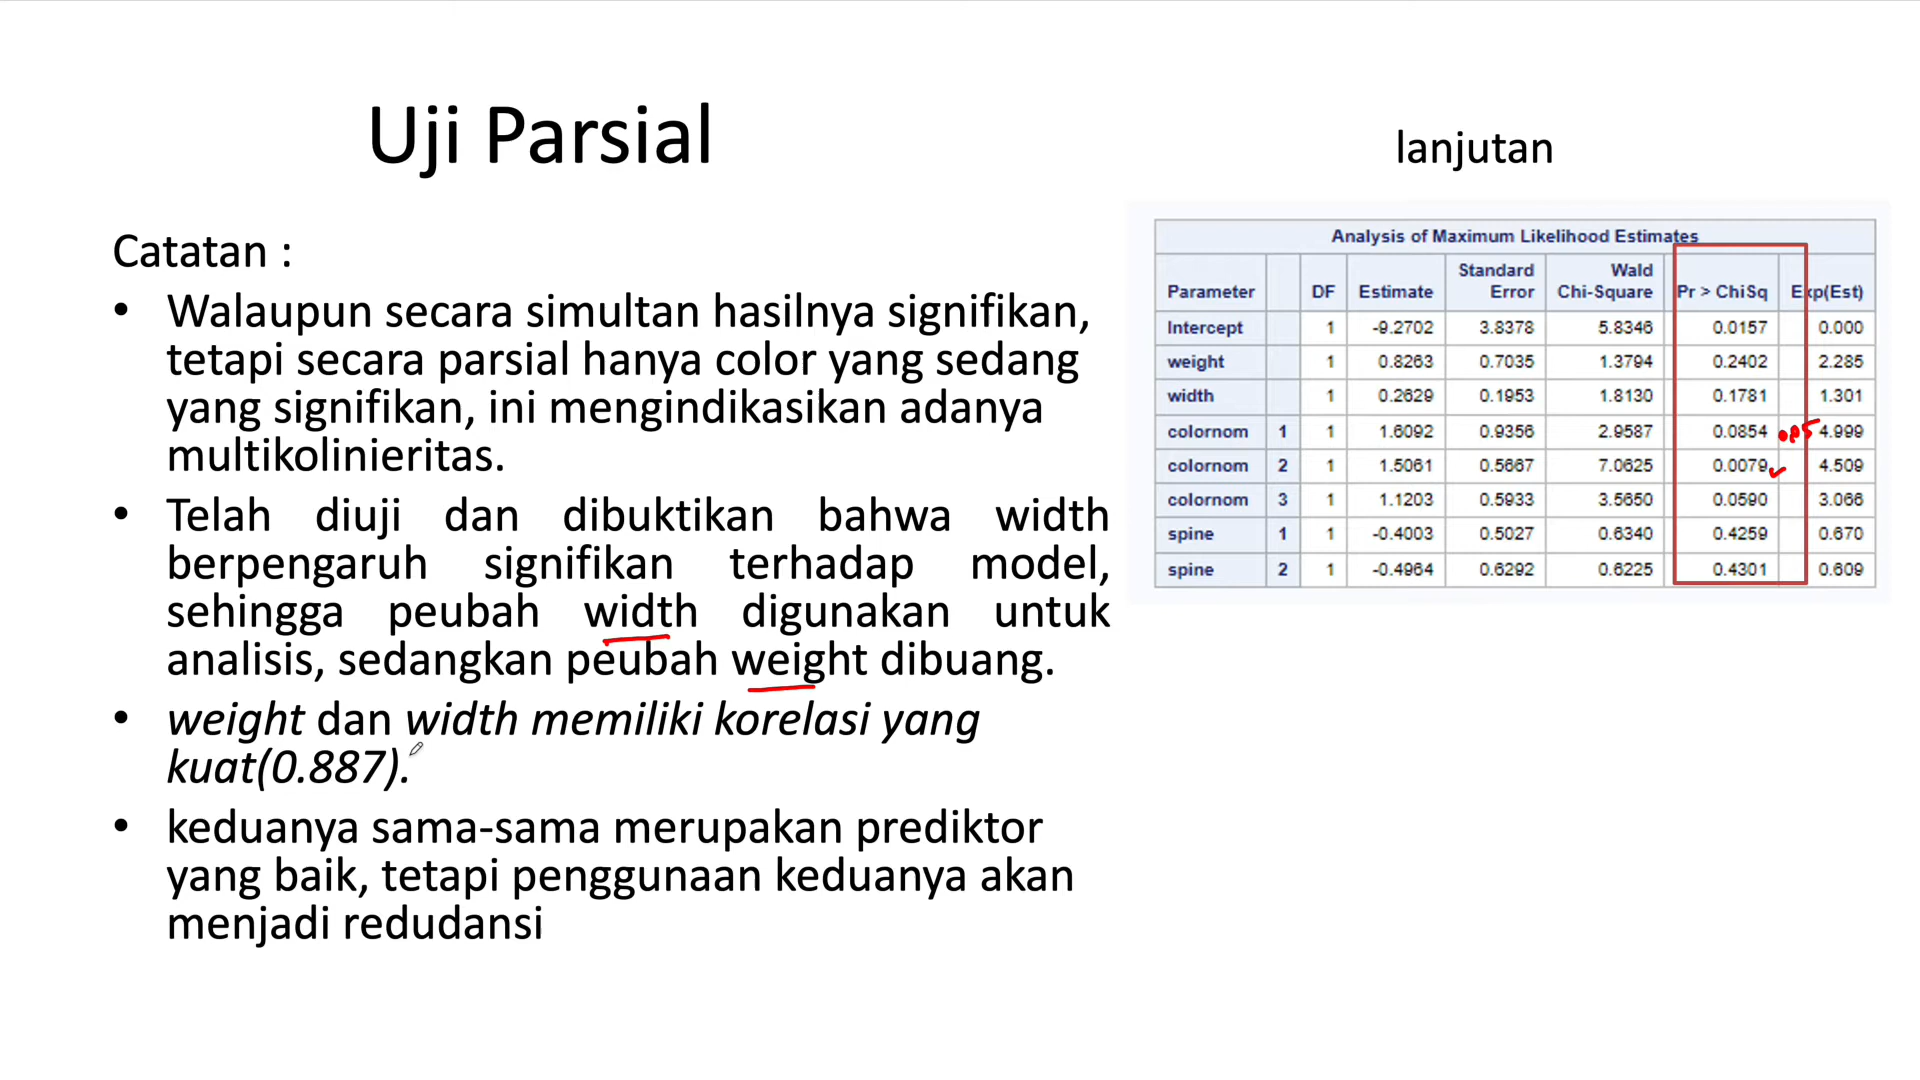 Uji Parsial
lanjutan
Catatan :
• Walaupun secara simultan hasilnya signifikan,
tetapi secara parsial hanya color yang sedang
yang signifikan, ini mengindikasikan adanya
multikolinieritas.
• Telah diuji dan dibuktikan bahwa width
berpengaruh signifikan terhadap model,
sehingga peubah width digunakan untuk
analisis, sedangkan peubah weight dibuang.
• weight dan width memiliki korelasi yang
kuat(0.887).
• keduanya sama-sama merupakan prediktor
yang baik, tetapi penggunaan keduanya akan
menjadi redudansi
Analysis of Maximum Likelihood Estimates
Parameter DF Estimate Standard Error Wald Chi-Square Pr > ChiSq Exp(Est)
Intercept 1 -9.2702 3.8378 5.8346 0.0157 0.000
weight 1 0.8263 0.7035 1.3794 0.2402 2.285
width 1 0.2629 0.1953 1.8130 0.1781 1.301
colornom 1 1 1.6092 0.9356 2.9587 0.0854 4.999
colornom 2 1 1.5061 0.5667 7.0625 0.0079 4.509
colornom 3 1 1.1203 0.5933 3.5650 0.0590 3.066
spine 1 1 -0.4003 0.5027 0.6340 0.4259 0.670
spine 2 1 -0.4964 0.6292 0.6225 0.4301 0.609